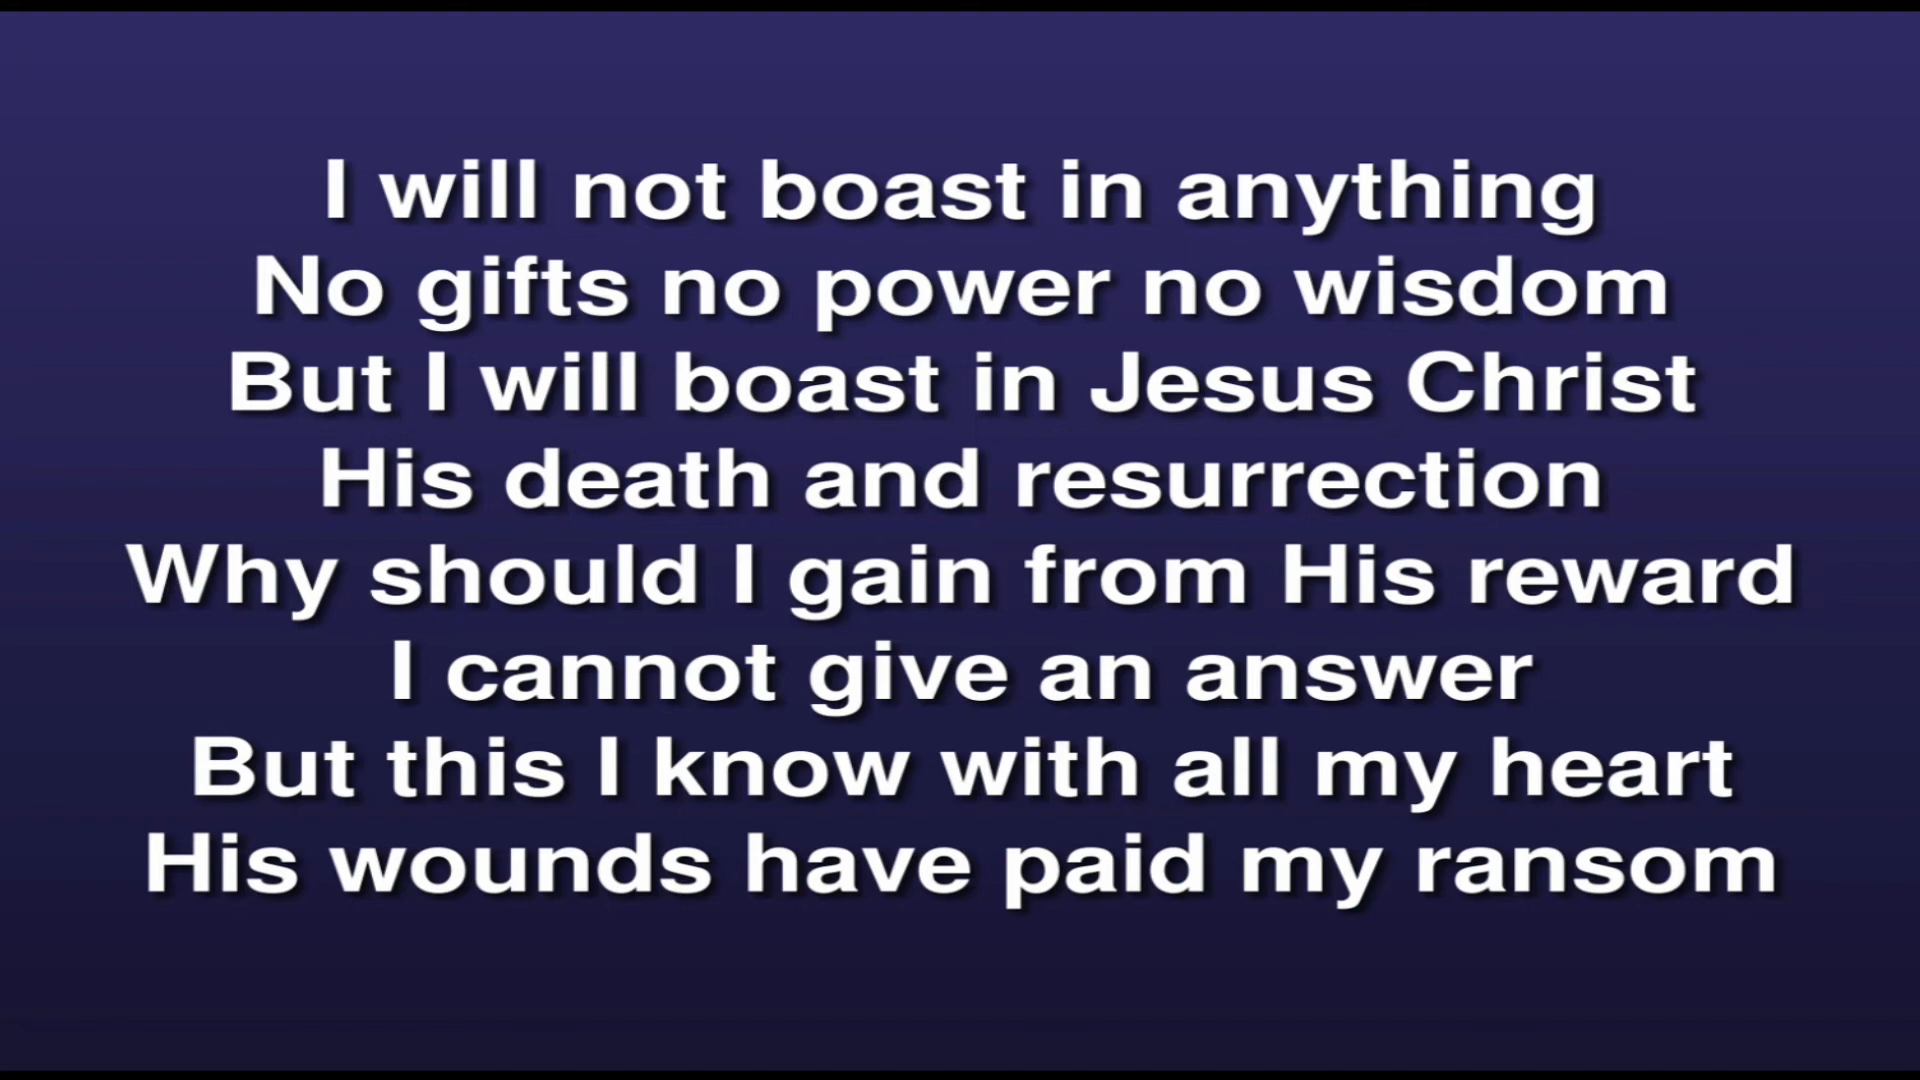 I will not boast in anything
No gifts no power no wisdom
But I will boast in Jesus Christ
His death and resurrection
Why should I gain from His reward
I cannot give an answer
But this I know with all my heart
His wounds have paid my ransom